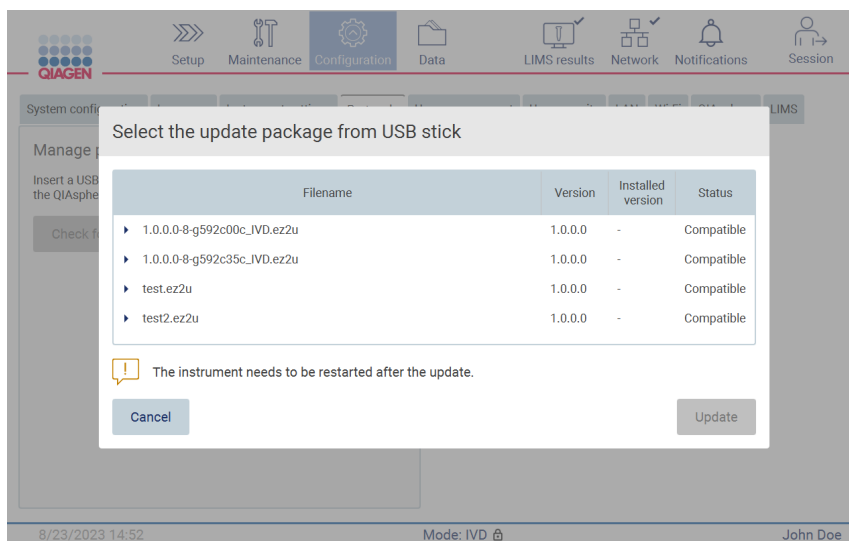 Setup
Maintenance
Configuration
Data
LIMS results
Network
Notifications
Session
QIAGEN
System
LIMS
Manage
Insert a USB
the
Check
Select the update package from USB stick
Filename
Version
Installed
version
Status
1.0.0.0-8-g592c00c_IVD.ez2u
1.0.0.0
-
Compatible
1.0.0.0-8-g592c35c_IVD.ez2u
1.0.0.0
-
Compatible
test.ez2u
1.0.0.0
-
Compatible
test2.ez2u
1.0.0.0
-
Compatible
!
The instrument needs to be restarted after the update.
Cancel
Update
8/23/2023 14:52
Mode: IVD
John Doe